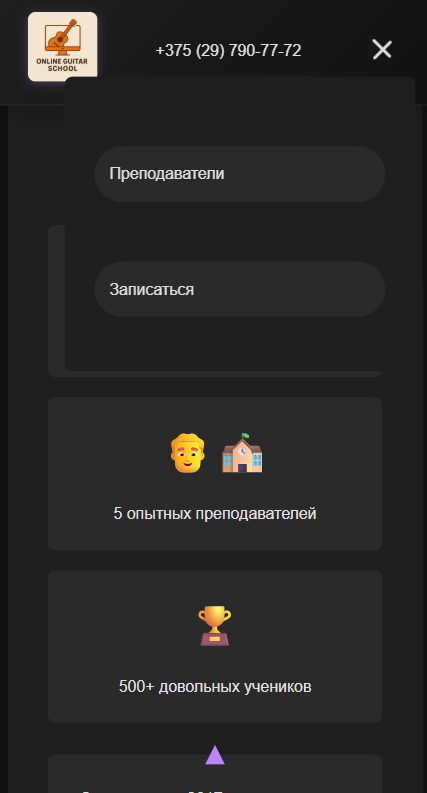 ONLINE GUITAR
SCHOOL
+375 (29) 790-77-72
Преподаватели
Записаться
5 опытных преподавателей
500+ довольных учеников